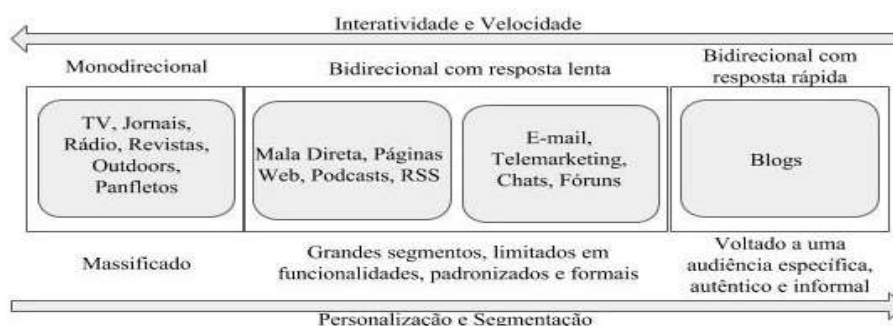 Interatividade e Velocidade
Monodirecional
Bidirecional com resposta lenta
Bidirecional com
resposta rápida
TV, Jornais,
Rádio, Revistas,
Outdoors,
Panfletos
Mala Direta, Páginas
Web, Podcasts, RSS
E-mail,
Telemarketing,
Chats, Fóruns
Blogs
Massificado
Grandes segmentos, limitados em
funcionalidades, padronizados e formais
Voltado a uma
audiência específica,
autêntico e informal
Personalização e Segmentação